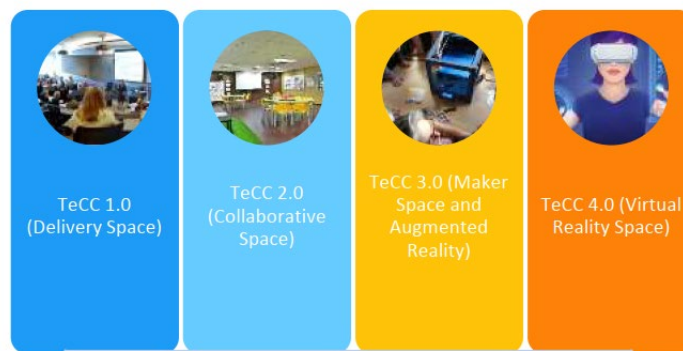 TeCC 1.0
(Delivery Space)
TeCC 2.0
(Collaborative
Space)
TeCC 3.0 (Maker
Space and
Augmented
Reality)
TeCC 4.0 (Virtual
Reality Space)